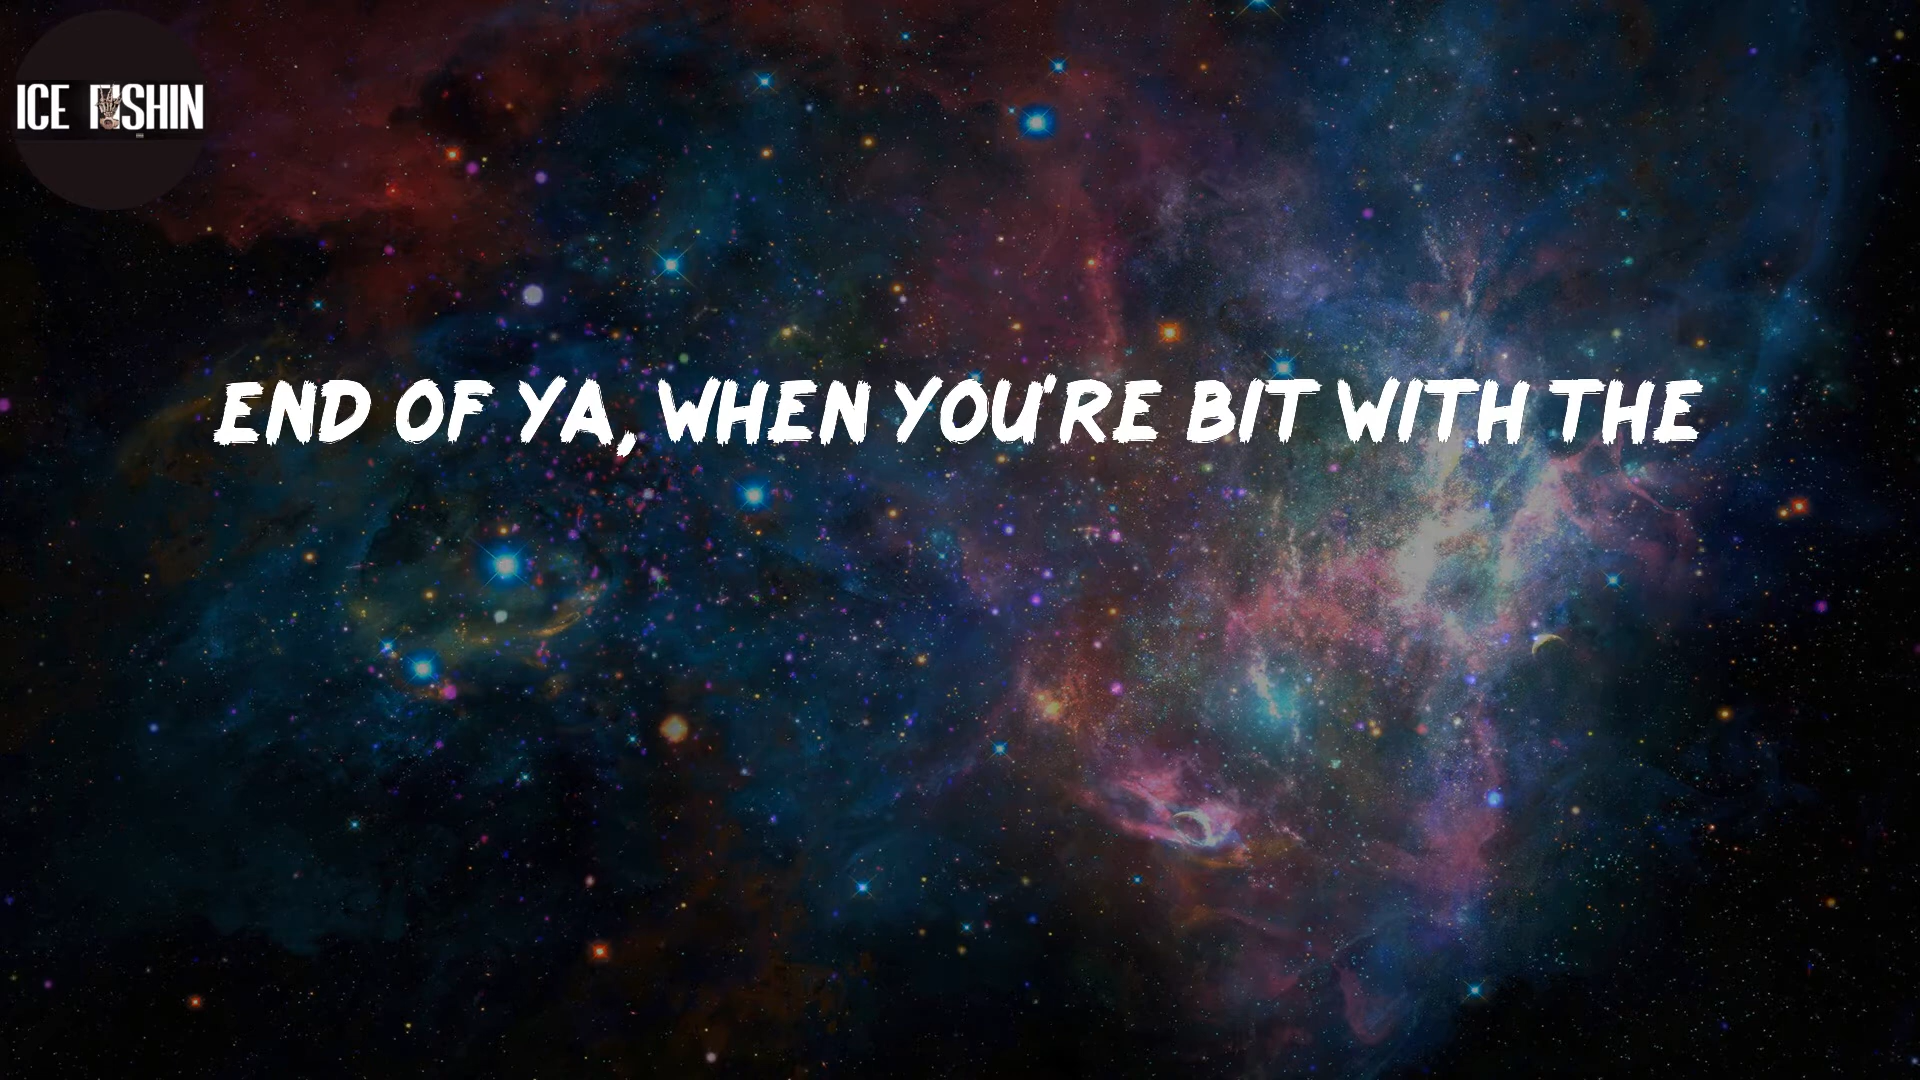 ICE FISHIN
END OF YA, WHEN YOU'RE BIT WITH THE